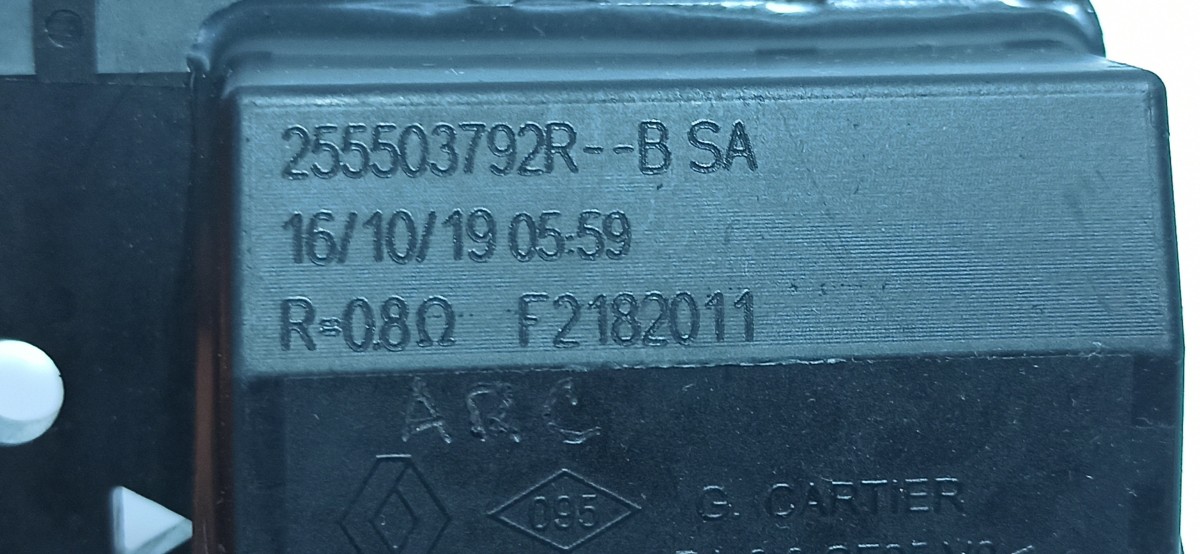 255503792R--B SA
16/10/19 05:59
R≈0.8Ω F2182011
ARC
095
G. CARTIER